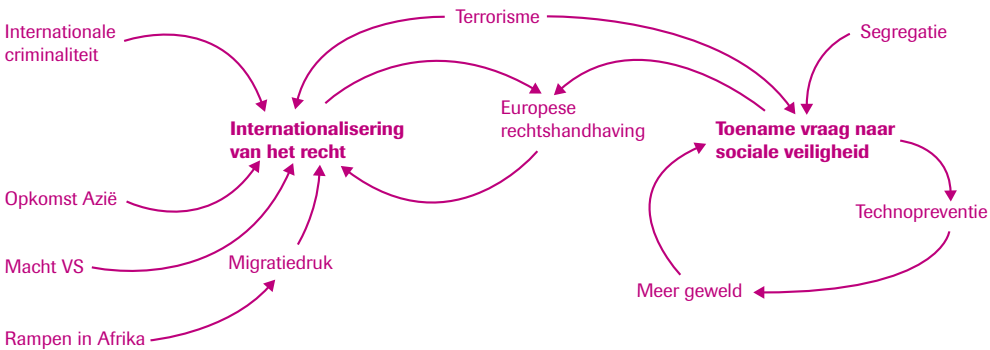 Internationale
criminaliteit
Terrorisme
Segregatie
Europese
rechtshandhaving
Internationalisering
van het recht
Toename vraag naar
sociale veiligheid
Opkomst Azië
Technopreventie
Macht VS
Migratiedruk
Meer geweld
Rampen in Afrika